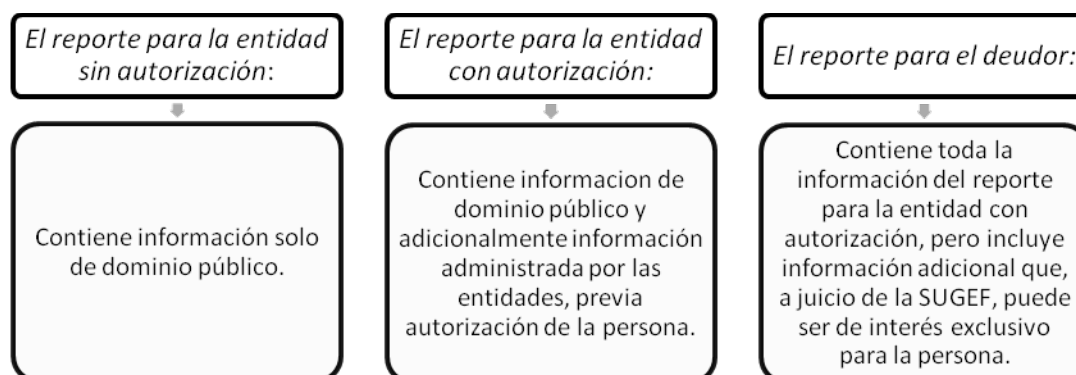 El reporte para la entidad
sin autorización:
Contiene información solo
de dominio público.
El reporte para la entidad
con autorización:
Contiene informacion de
dominio público y
adicionalmente información
administrada por las
entidades, previa
autorización de la persona.
El reporte para el deudor:
Contiene toda la
información del reporte
para la entidad con
autorización, pero incluye
información adicional que,
a juicio de la SUGEF, puede
ser de interés exclusivo
para la persona.